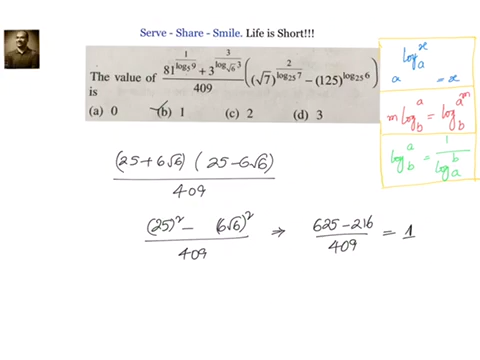 Serve - Share - Smile. Life is Short!!!
The value of (81^(1/log₅9) + 3^(3/log_√6 3))/409 ((√7)^(2/log₂₅7) − (125)^(log₂₅6))
is
(a) 0 (b) 1 (c) 2 (d) 3
(25+6√6) (25-6√6)/409
(25)² − (6√6)²/409 ⇒ 625−216/409 = 1
a^(log_a x) = x
m log_b a = log_b a^m
log_b a = 1/log_a b